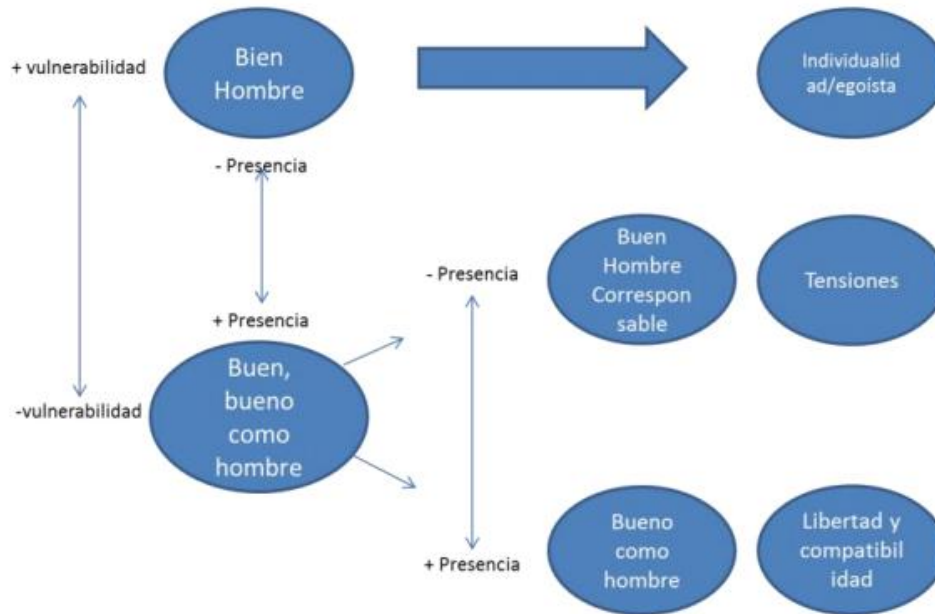 + vulnerabilidad
Bien
Hombre
Individualid
ad/egoísta
- Presencia
+ Presencia
-vulnerabilidad
Buen,
bueno
como
hombre
- Presencia
Buen
Hombre
Correspon
sable
Tensiones
+ Presencia
Bueno
como
hombre
Libertad y
compatibil
idad